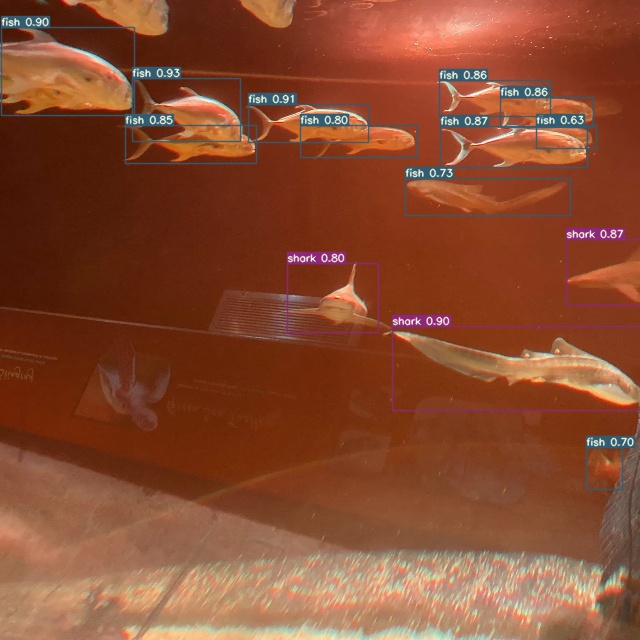 fish 0.90
fish 0.93
fish 0.86
fish 0.86
fish 0.91
fish 0.85
fish 0.80
fish 0.87
fish 0.63
fish 0.73
shark 0.87
shark 0.80
shark 0.90
fish 0.70